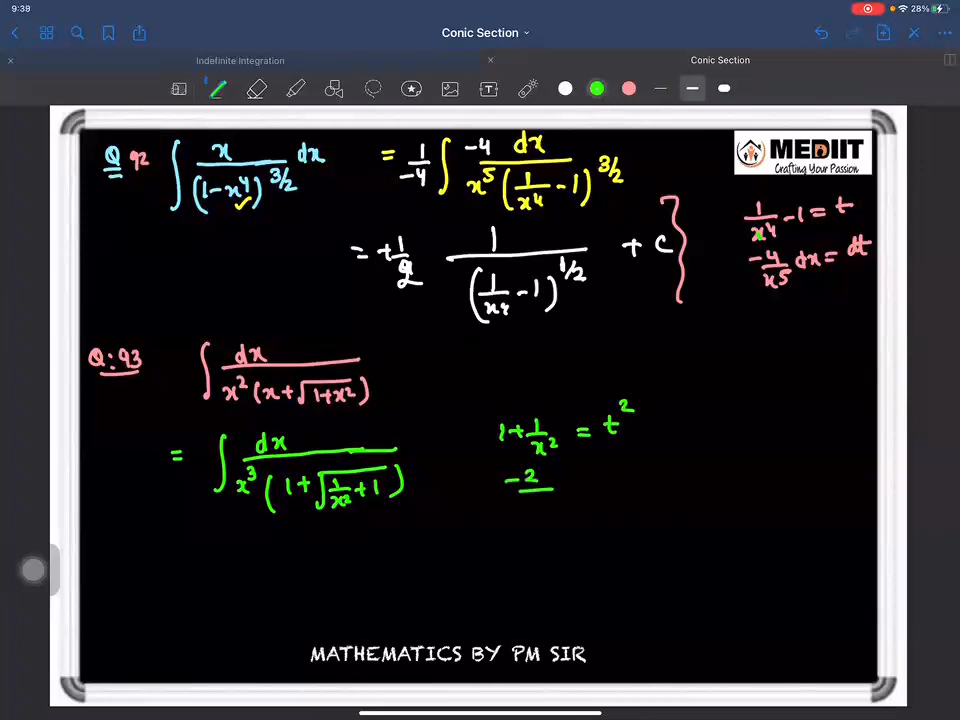 9:39
28%
Conic Section
Indefinite Integration
Conic Section
MEDIIT
Crafting Your Passion
Q 92 ∫ x/(1-x⁴)^3/2 dx = 1/-4 ∫ -4 dx/x⁵(1/x⁴ -1)^3/2
1/x⁴ -1 = t
-4/x⁵ dx = dt
= +1/2 1/(1/x⁴ -1)^1/2 + c
Q:93 ∫ dx/x²(x+√1+x²)
= ∫ dx/x³(1+√1/x²+1)
1+1/x² = t²
-2
MATHEMATICS BY PM SIR